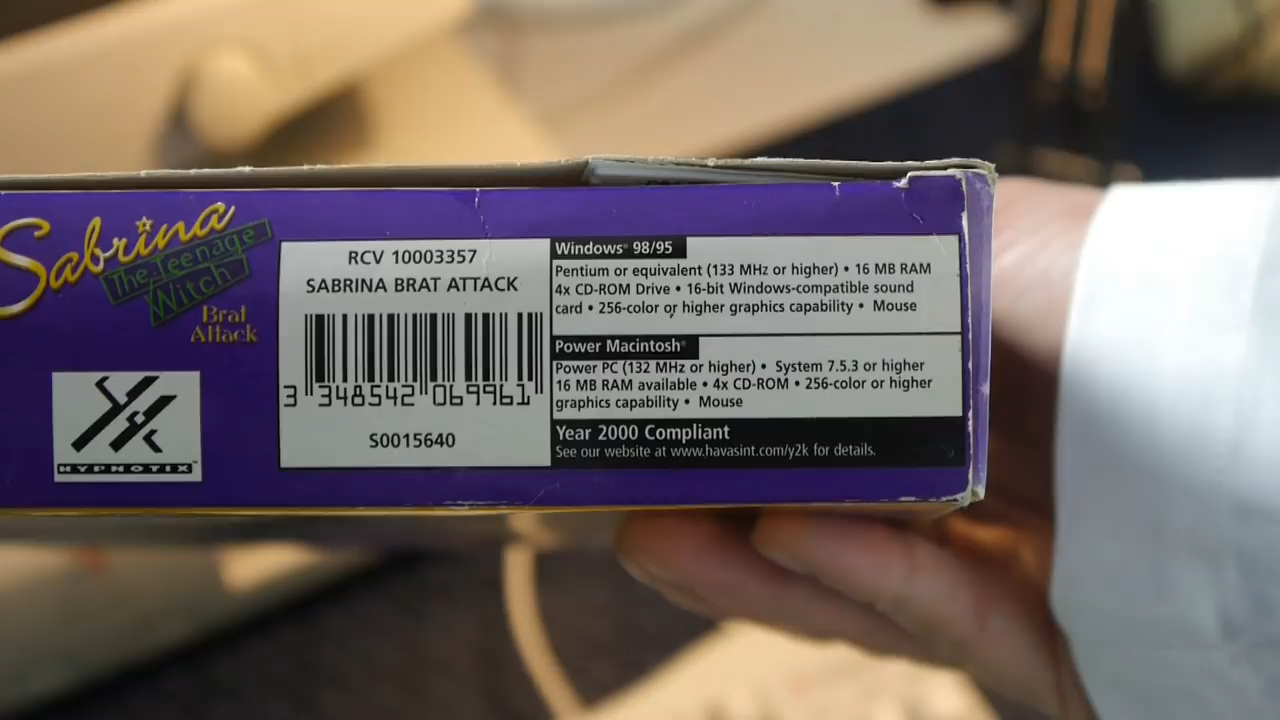 Sabrina
The Teenage
Witch
Brat
Attack
HYPNOTIX™
RCV 10003357
SABRINA BRAT ATTACK
3 348542 069961
S0015640
Windows® 98/95
Pentium or equivalent (133 MHz or higher) • 16 MB RAM
4x CD-ROM Drive • 16-bit Windows-compatible sound
card • 256-color or higher graphics capability • Mouse
Power Macintosh®
Power PC (132 MHz or higher) • System 7.5.3 or higher
16 MB RAM available • 4x CD-ROM • 256-color or higher
graphics capability • Mouse
Year 2000 Compliant
See our website at www.havasint.com/y2k for details.